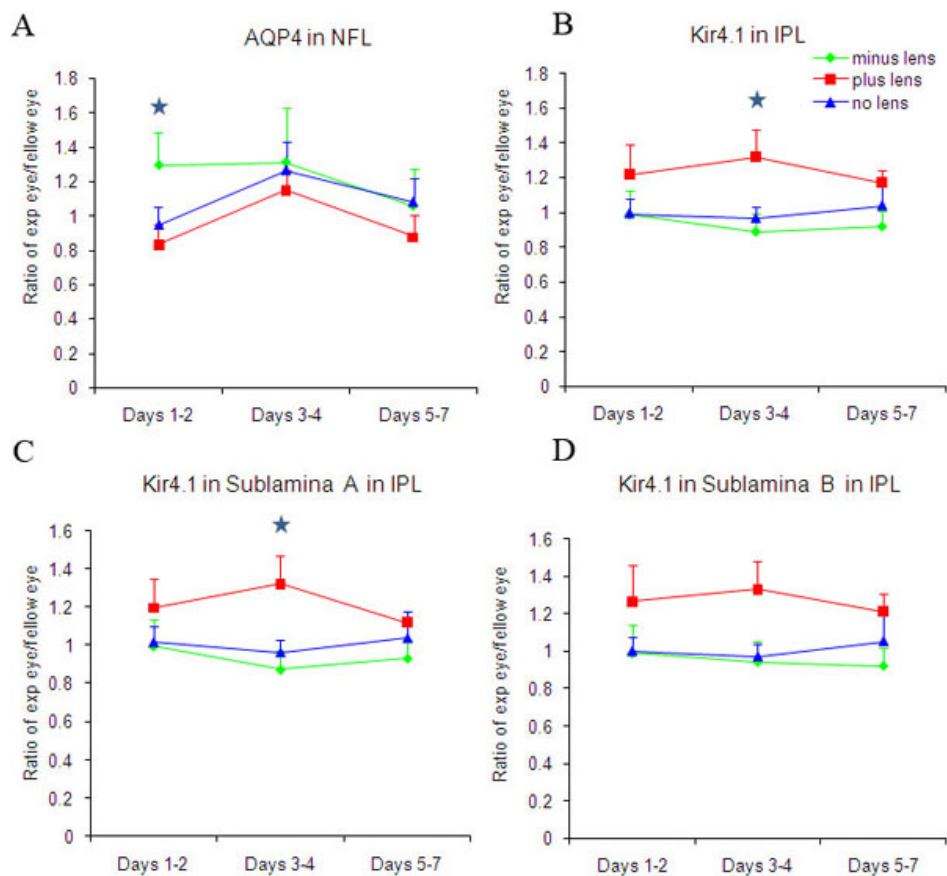 A
AQP4 in NFL
Ratio of exp eye/fellow eye
1.8
1.6
1.4
1.2
1
0.8
0.6
0.4
0.2
0
Days 1-2 Days 3-4 Days 5-7
B
Kir4.1 in IPL
minus lens
plus lens
no lens
Ratio of exp eye/fellow eye
1.8
1.6
1.4
1.2
1
0.8
0.6
0.4
0.2
0
Days 1-2 Days 3-4 Days 5-7
C
Kir4.1 in Sublamina A in IPL
Ratio of exp eye/fellow eye
1.6
1.4
1.2
1
0.8
0.6
0.4
0.2
0
Days 1-2 Days 3-4 Days 5-7
D
Kir4.1 in Sublamina B in IPL
Ratio of exp eye/fellow eye
1.6
1.4
1.2
1
0.8
0.6
0.4
0.2
0
Days 1-2 Days 3-4 Days 5-7